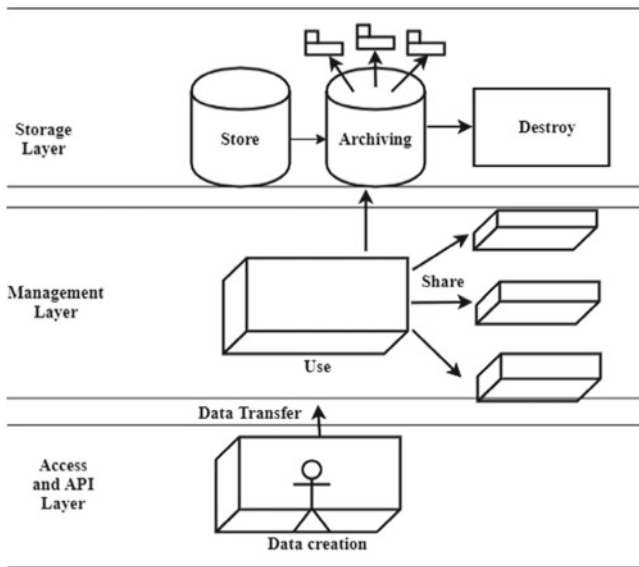 Storage
Layer
Store
Archiving
Destroy
Management
Layer
Share
Use
Data Transfer
Access
and API
Layer
Data creation